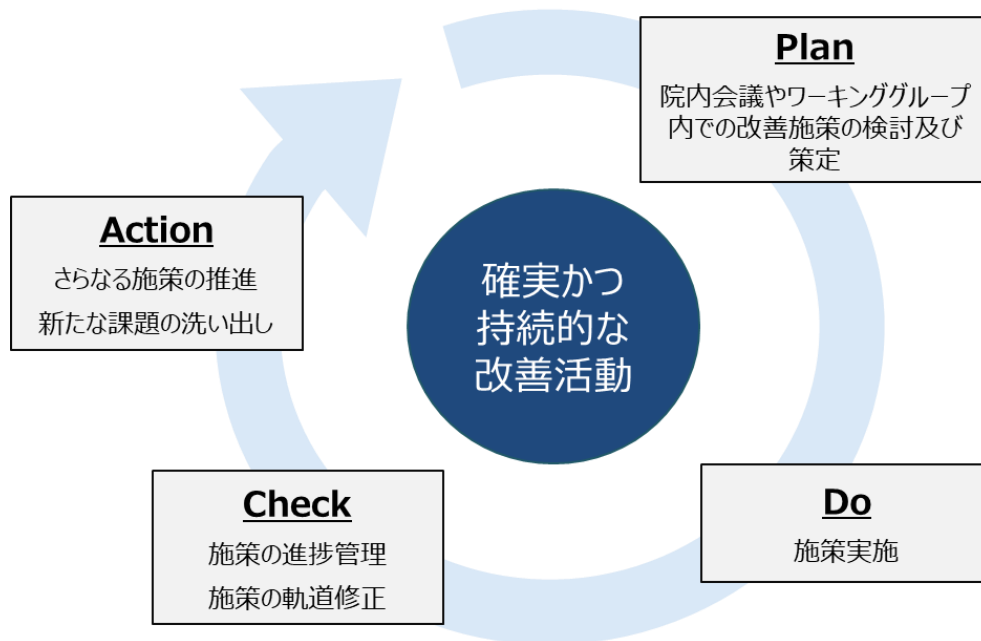 Plan
院内会議やワーキンググループ
内での改善施策の検討及び
策定
Action
さらなる施策の推進
新たな課題の洗い出し
確実かつ
持続的な
改善活動
Check
施策の進捗管理
施策の軌道修正
Do
施策実施